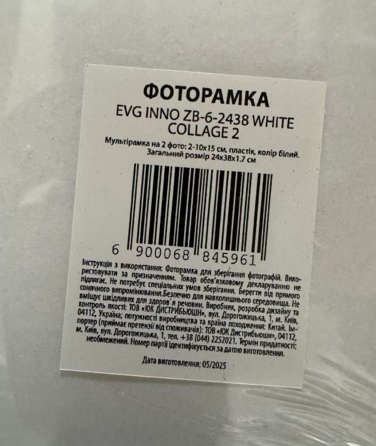 ФОТОРАМКА
EVG INNO ZB-6-2438 WHITE
COLLAGE 2
Мультірамка на 2 фото: 2-10x15 см, пластік, колір білий.
Загальний розмір 24x38x1.7 см
6 900068 845961
Інструкція з використання: Фоторамка для зберігання фотографій. Вико-
ристовувати за призначенням. Товар обов'язковому декларуванню не
підлягає. Не потребує спеціальних умов зберігання. Берегти від прямого
сонячного випромінювання.Безпечно для навколишнього середовища. Не
вміщує шкідливих для здоров'я речовин. Виробник, розробка дизайну та
контроль якості: ТОВ «ЮК ДИСТРИБЬЮШН», вул. Дорогожицька, 1, м. Київ,
04112, Україна; потужності виробництва та країна походження: Китай. Ім-
портер (приймає претензії від споживачів): ТОВ «ЮК Дистрибьюшн», 04112,
м. Київ, вул. Дорогожицька, 1, тел. +38 (044) 2252021. Термін придатності:
необмежений. Номер партії ідентифікується за датою виготовлення.
Дата виготовлення: 05/2025